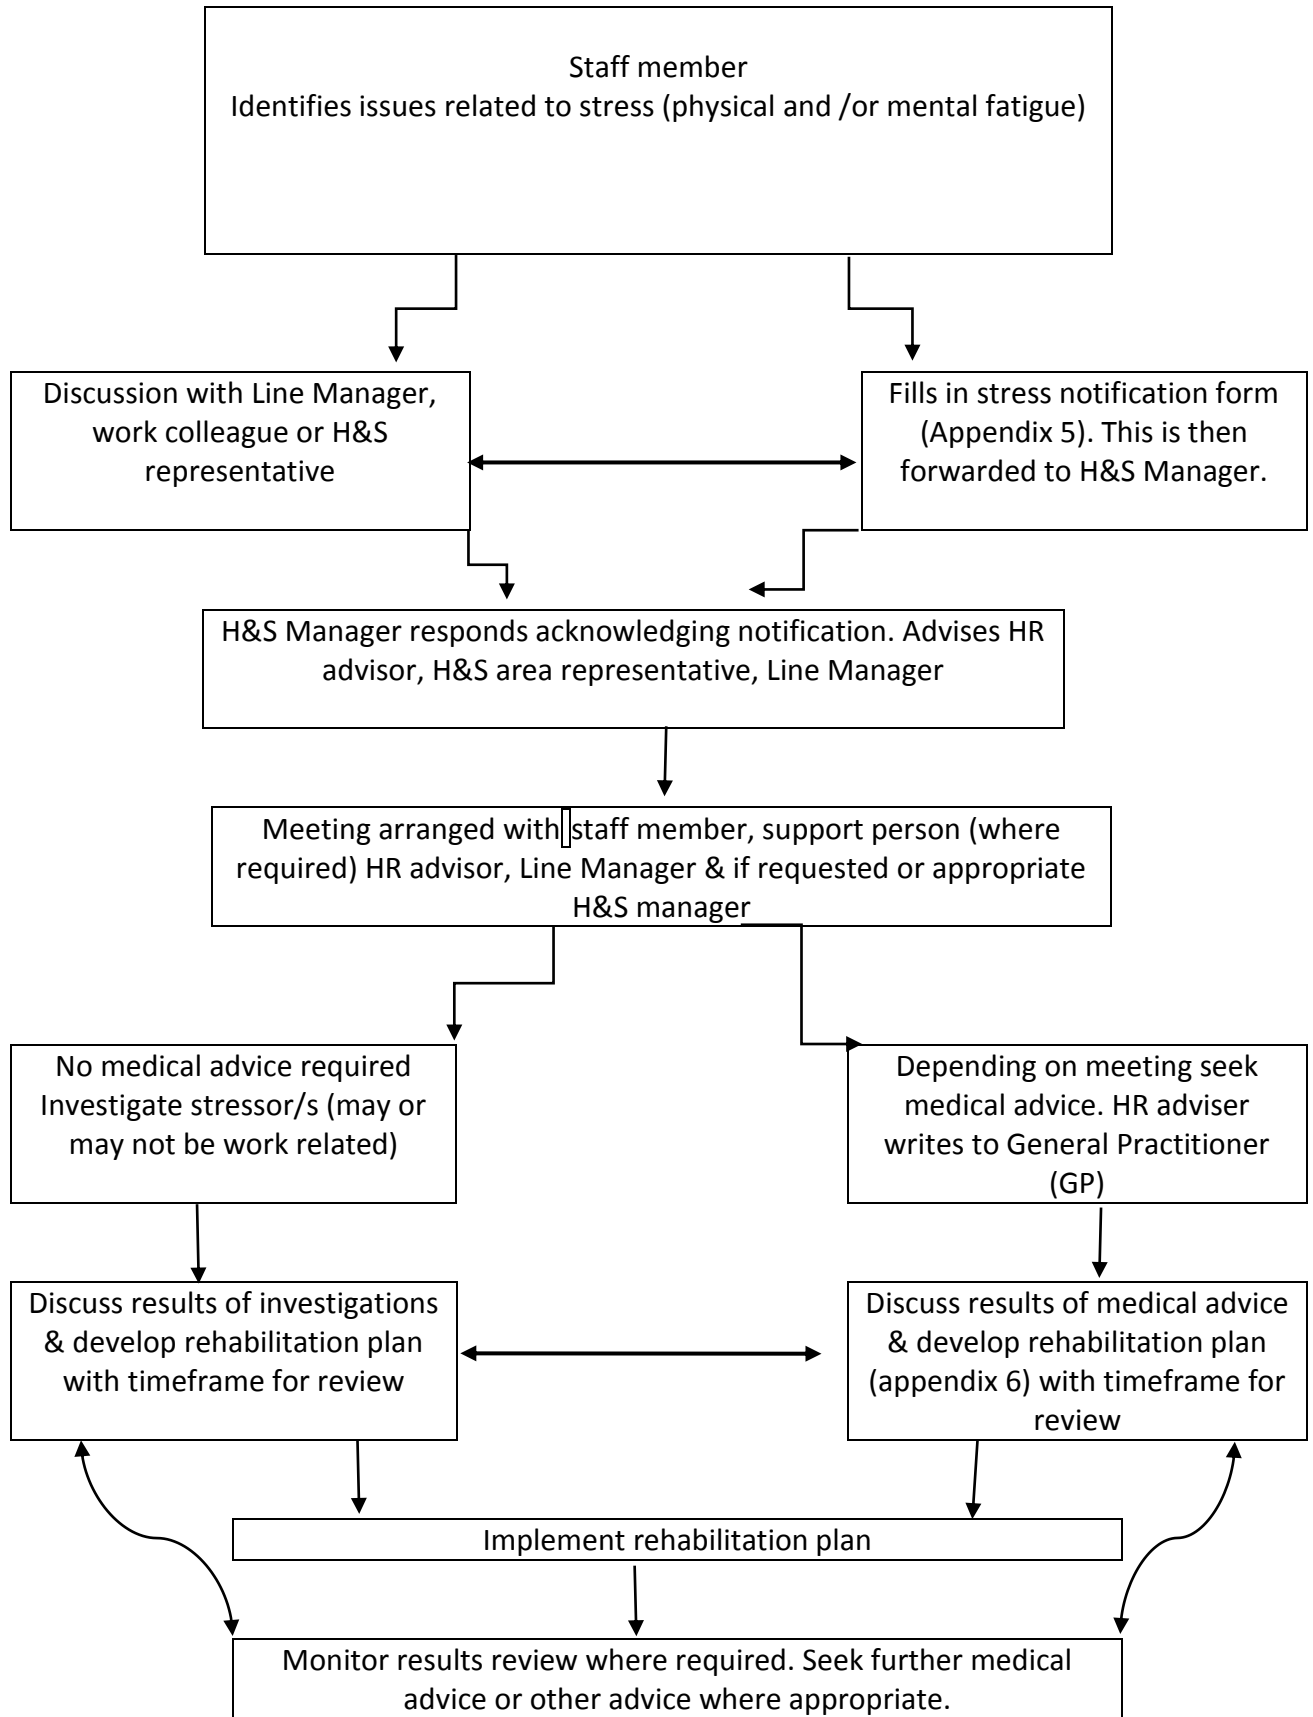 Staff member
Identifies issues related to stress (physical and /or mental fatigue)
Discussion with Line Manager,
work colleague or H&S
representative
Fills in stress notification form
(Appendix 5). This is then
forwarded to H&S Manager.
H&S Manager responds acknowledging notification. Advises HR
advisor, H&S area representative, Line Manager
Meeting arranged with staff member, support person (where
required) HR advisor, Line Manager & if requested or appropriate
H&S manager
No medical advice required
Investigate stressor/s (may or
may not be work related)
Depending on meeting seek
medical advice. HR adviser
writes to General Practitioner
(GP)
Discuss results of investigations
& develop rehabilitation plan
with timeframe for review
Discuss results of medical advice
& develop rehabilitation plan
(appendix 6) with timeframe for
review
Implement rehabilitation plan
Monitor results review where required. Seek further medical
advice or other advice where appropriate.